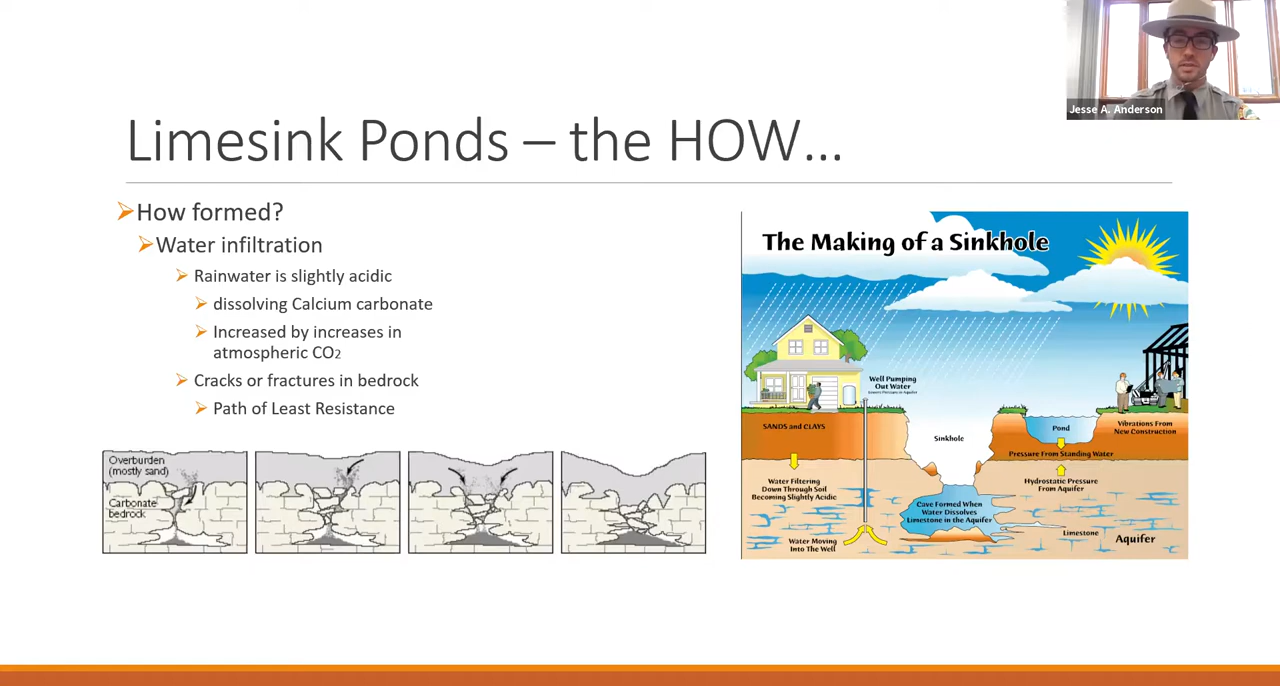 Jesse A. Anderson
Limesink Ponds – the HOW…
How formed?
Water infiltration
Rainwater is slightly acidic
dissolving Calcium carbonate
Increased by increases in
atmospheric CO2
Cracks or fractures in bedrock
Path of Least Resistance
Overburden
(mostly sand)
Carbonate
bedrock
The Making of a Sinkhole
Well Pumping
Out Water
Lowers Pressure in Aquifer
SANDS and CLAYS
Sinkhole
Pond
Vibrations From
New Construction
Pressure From Standing Water
Water Filtering
Down Through Soil
Becoming Slightly Acidic
Hydrostatic Pressure
From Aquifer
Cave Formed When
Water Dissolves
Limestone in the Aquifer
Limestone
Aquifer
Water Moving
Into The Well